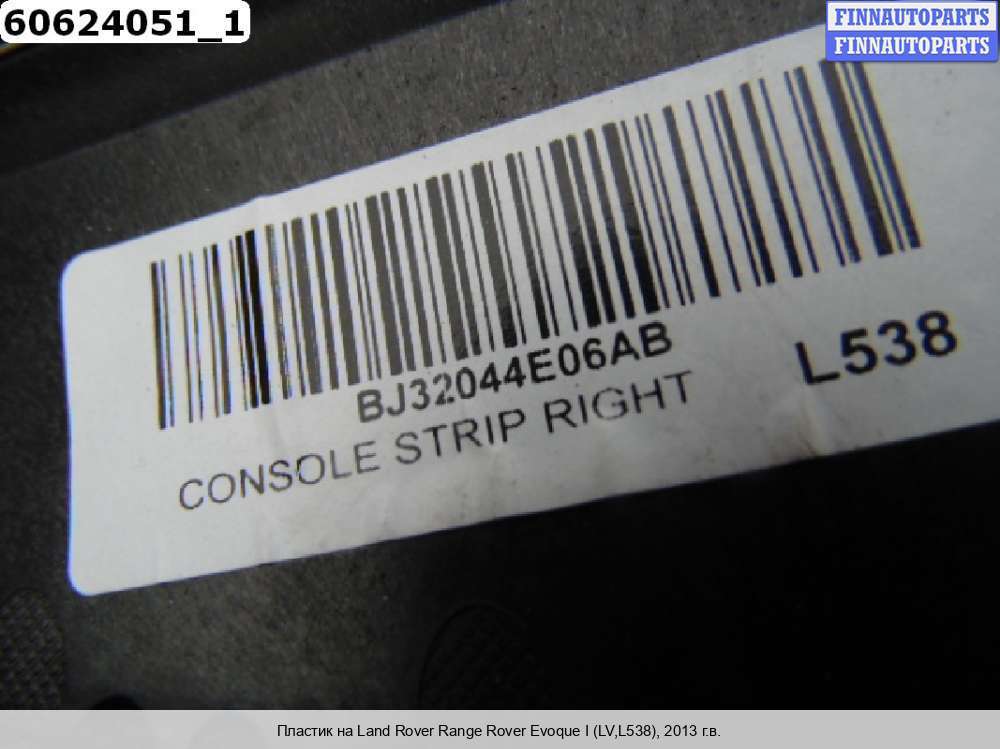 60624051_1
FINNAUTOPARTS
FINNAUTOPARTS
BJ32044E06AB
L538
CONSOLE STRIP RIGHT
Пластик на Land Rover Range Rover Evoque I (LV,L538), 2013 г.в.